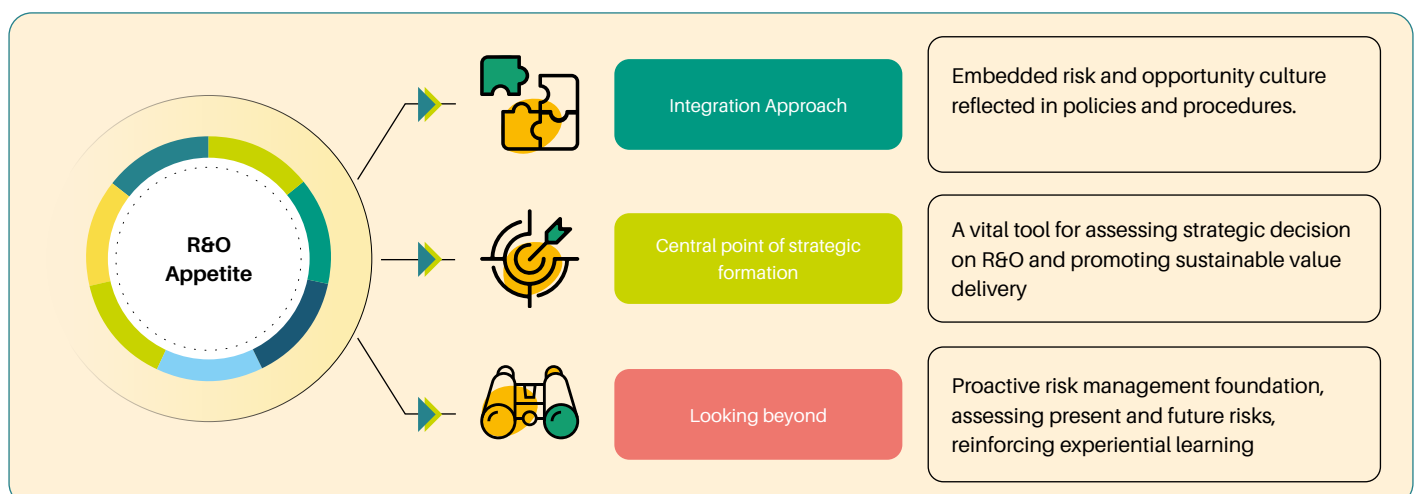 R&O
Appetite
Integration Approach
Embedded risk and opportunity culture
reflected in policies and procedures.
Central point of strategic
formation
A vital tool for assessing strategic decision
on R&O and promoting sustainable value
delivery
Looking beyond
Proactive risk management foundation,
assessing present and future risks,
reinforcing experiential learning